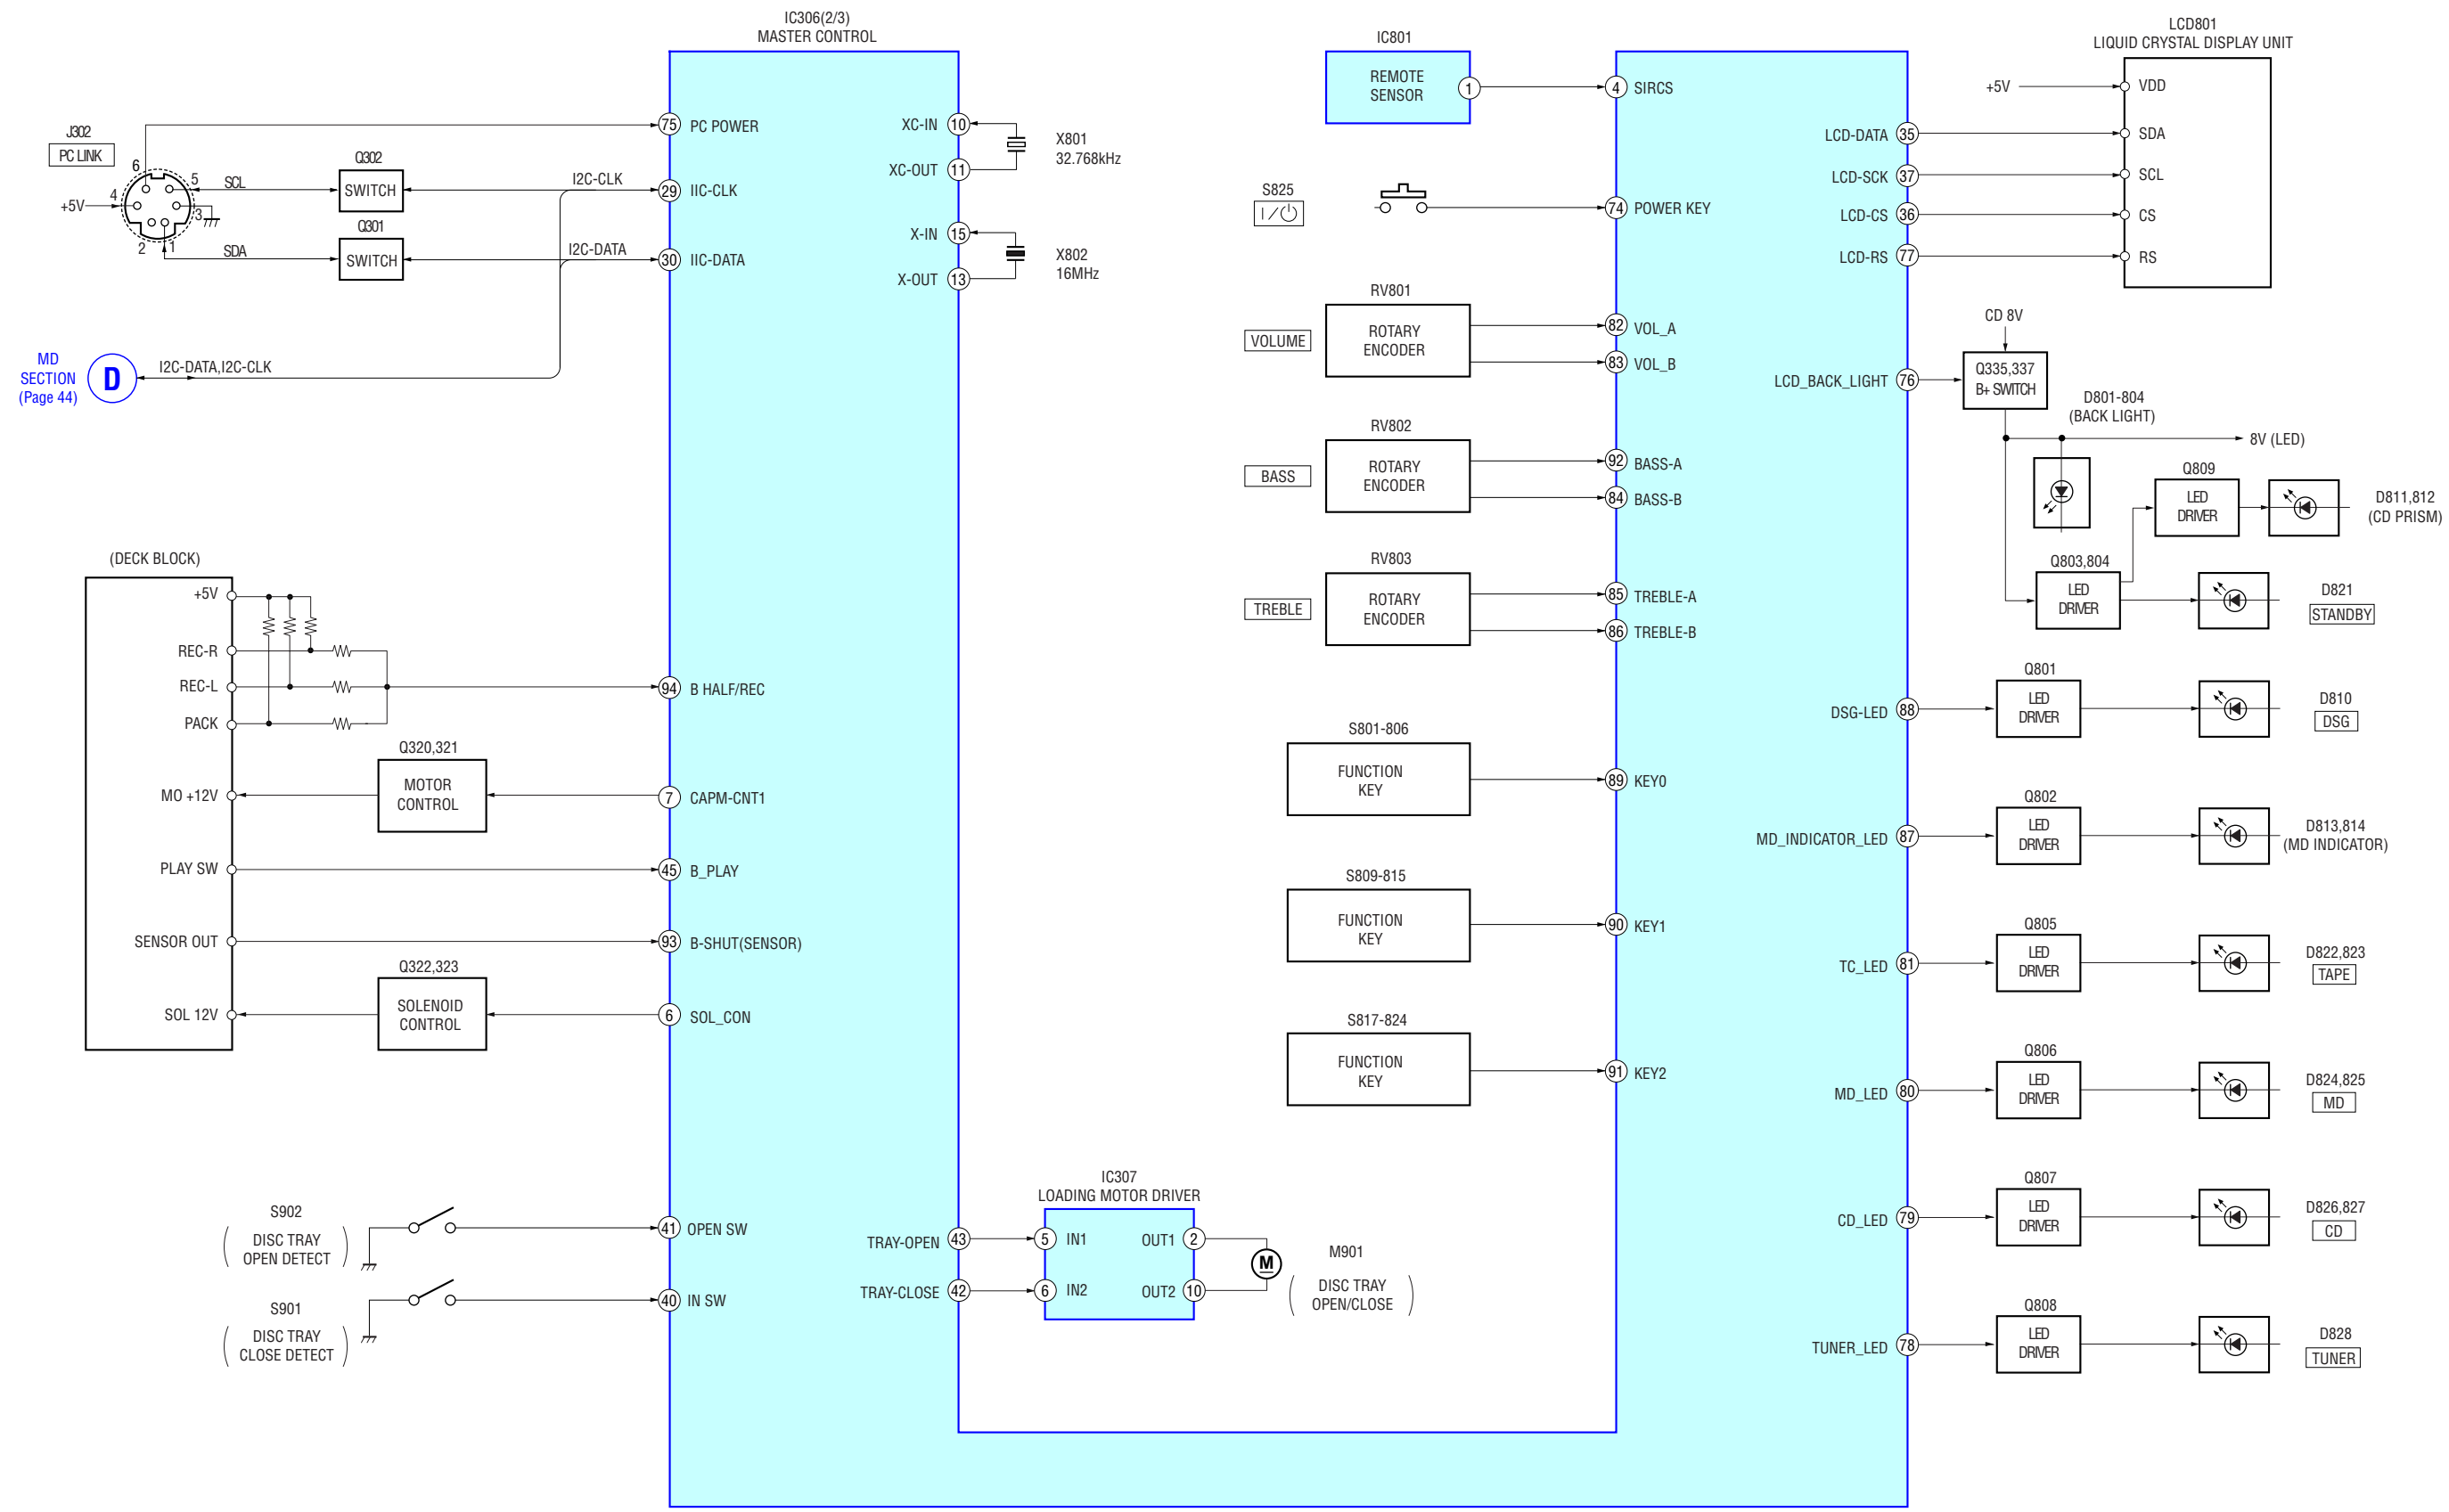 IC306(2/3)
MASTER CONTROL
J302
PC LINK
6
5
4
3
2
1
+5V
SCL
SDA
Q302
SWITCH
Q301
SWITCH
I2C-CLK
I2C-DATA
MD
SECTION
(Page 44)
D
I2C-DATA,I2C-CLK
75 PC POWER
29 IIC-CLK
30 IIC-DATA
XC-IN 10
XC-OUT 11
X801
32.768kHz
X-IN 15
X-OUT 13
X802
16MHz
(DECK BLOCK)
+5V
REC-R
REC-L
PACK
MO +12V
PLAY SW
SENSOR OUT
SOL 12V
Q320,321
MOTOR
CONTROL
Q322,323
SOLENOID
CONTROL
94 B HALF/REC
7 CAPM-CNT1
45 B_PLAY
93 B-SHUT(SENSOR)
6 SOL_CON
S902
DISC TRAY
OPEN DETECT
S901
DISC TRAY
CLOSE DETECT
41 OPEN SW
40 IN SW
TRAY-OPEN 43
TRAY-CLOSE 42
IC307
LOADING MOTOR DRIVER
5 IN1
6 IN2
OUT1 2
OUT2 10
M
M901
DISC TRAY
OPEN/CLOSE
IC801
REMOTE
SENSOR
1
4 SIRCS
S825
I/
74 POWER KEY
RV801
VOLUME
ROTARY
ENCODER
82 VOL_A
83 VOL_B
RV802
BASS
ROTARY
ENCODER
92 BASS-A
84 BASS-B
RV803
TREBLE
ROTARY
ENCODER
85 TREBLE-A
86 TREBLE-B
S801-806
FUNCTION
KEY
89 KEY0
S809-815
FUNCTION
KEY
90 KEY1
S817-824
FUNCTION
KEY
91 KEY2
LCD801
LIQUID CRYSTAL DISPLAY UNIT
+5V
VDD
LCD-DATA 35
SDA
LCD-SCK 37
SCL
LCD-CS 36
CS
LCD-RS 77
RS
CD 8V
LCD_BACK_LIGHT 76
Q335,337
B+ SWITCH
D801-804
(BACK LIGHT)
8V (LED)
Q809
LED
DRIVER
D811,812
(CD PRISM)
Q803,804
LED
DRIVER
D821
STANDBY
DSG-LED 88
Q801
LED
DRIVER
D810
DSG
MD_INDICATOR_LED 87
Q802
LED
DRIVER
D813,814
(MD INDICATOR)
TC_LED 81
Q805
LED
DRIVER
D822,823
TAPE
MD_LED 80
Q806
LED
DRIVER
D824,825
MD
CD_LED 79
Q807
LED
DRIVER
D826,827
CD
TUNER_LED 78
Q808
LED
DRIVER
D828
TUNER